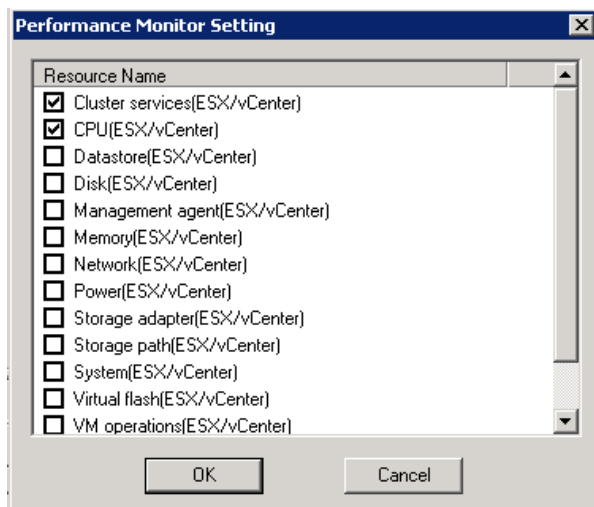 Performance Monitor Setting
Resource Name
Cluster services(ESX/vCenter)
CPU(ESX/vCenter)
Datastore(ESX/vCenter)
Disk(ESX/vCenter)
Management agent(ESX/vCenter)
Memory(ESX/vCenter)
Network(ESX/vCenter)
Power(ESX/vCenter)
Storage adapter(ESX/vCenter)
Storage path(ESX/vCenter)
System(ESX/vCenter)
Virtual flash(ESX/vCenter)
VM operations(ESX/vCenter)
OK Cancel